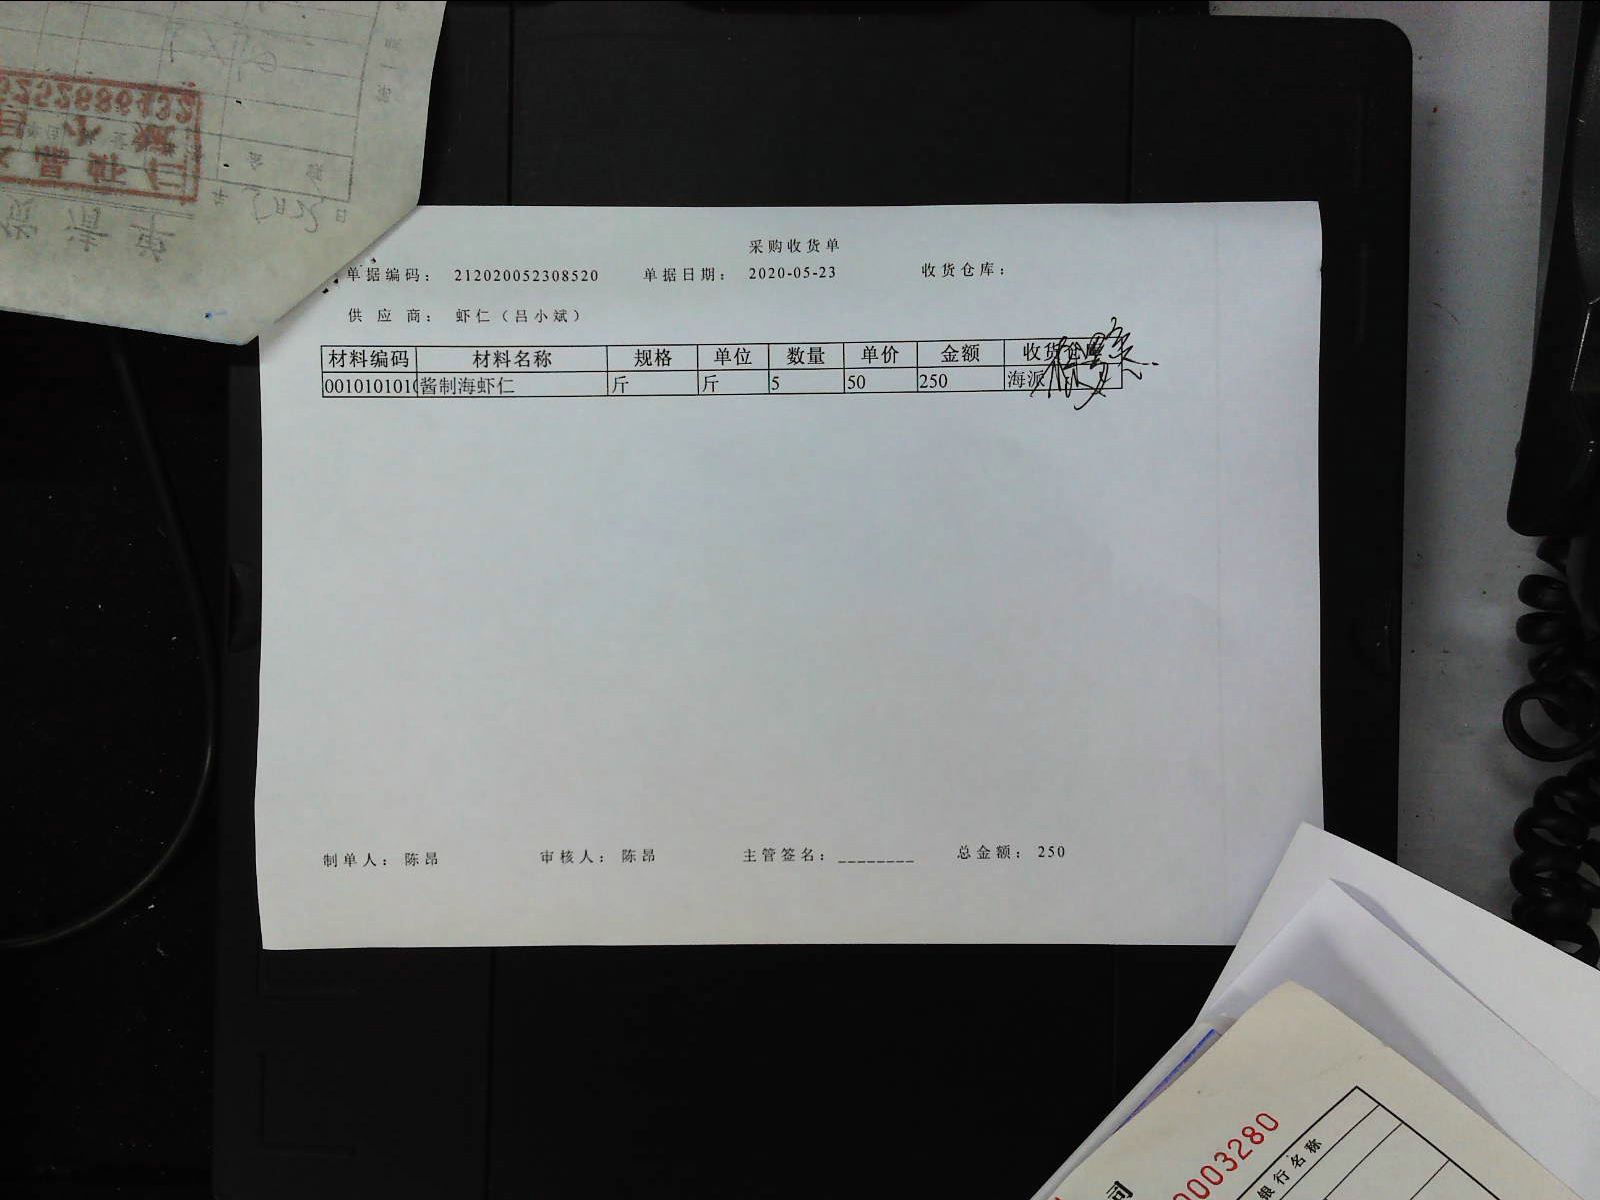 采购收货单
单据编码： 212020052308520 单据日期： 2020-05-23 收货仓库：
供 应 商： 虾仁（吕小斌）
材料编码 材料名称 规格 单位 数量 单价 金额 收货仓库
0010101010 酱制海虾仁 斤 斤 5 50 250 海派
制单人： 陈昂 审核人： 陈昂 主管签名：________ 总金额： 250
清单
5252686432
0003280
银行名称
司